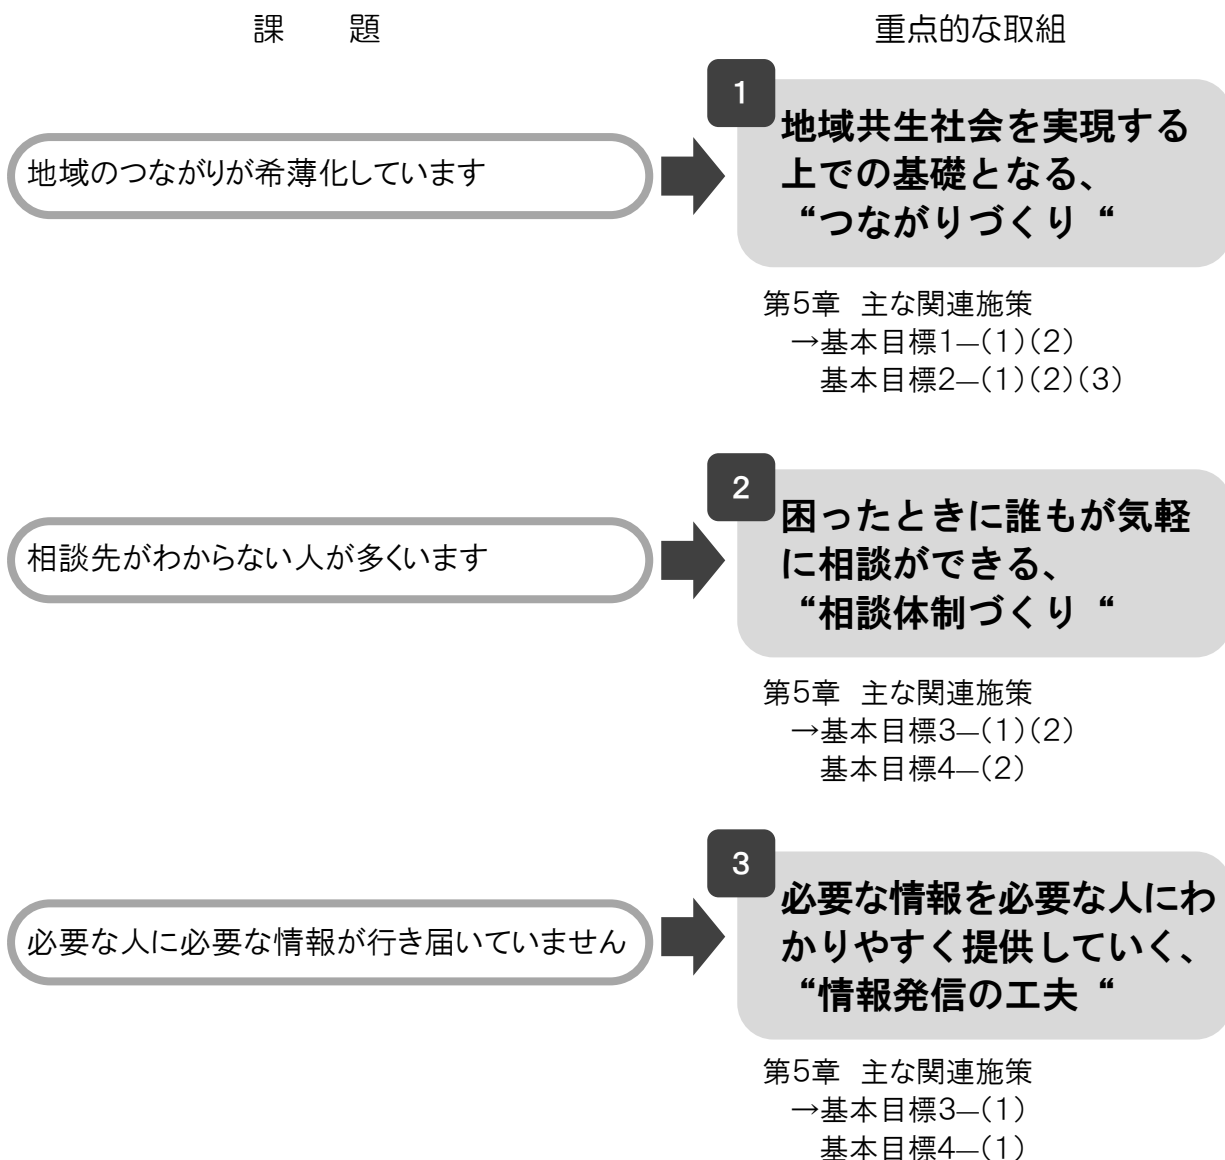 課　題
重点的な取組
地域のつながりが希薄化しています
1
地域共生社会を実現する
上での基礎となる、
“つながりづくり“
第5章 主な関連施策
→基本目標1―(1)(2)
基本目標2―(1)(2)(3)
相談先がわからない人が多くいます
2
困ったときに誰もが気軽
に相談ができる、
“相談体制づくり“
第5章 主な関連施策
→基本目標3―(1)(2)
基本目標4―(2)
必要な人に必要な情報が行き届いていません
3
必要な情報を必要な人にわ
かりやすく提供していく、
“情報発信の工夫“
第5章 主な関連施策
→基本目標3―(1)
基本目標4―(1)